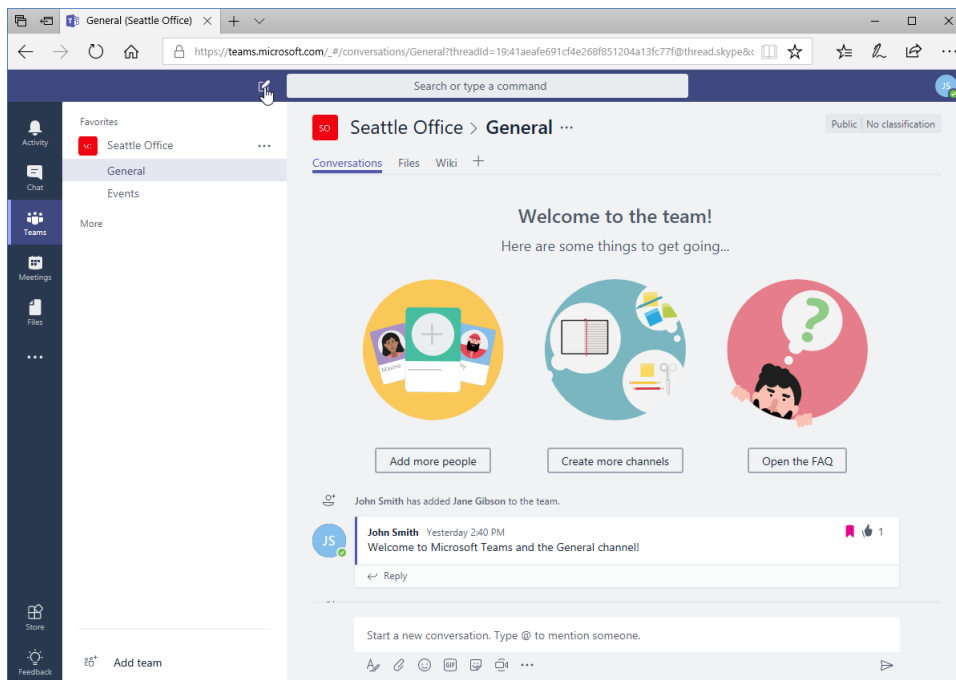 General (Seattle Office)
https://teams.microsoft.com/_#/conversations/General?threadId=19:41aeafe691cf4e268f851204a13fc77f@thread.skype&c
Search or type a command
JS
Activity
Chat
Teams
Meetings
Files
Store
Feedback
Favorites
Seattle Office
General
Events
More
Add team
SO Seattle Office > General
Public No classification
Conversations Files Wiki
Welcome to the team!
Here are some things to get going...
Maxine
Add more people Create more channels Open the FAQ
John Smith has added Jane Gibson to the team.
JS
John Smith Yesterday 2:40 PM
1
Welcome to Microsoft Teams and the General channel!
Reply
Start a new conversation. Type @ to mention someone.
GIF